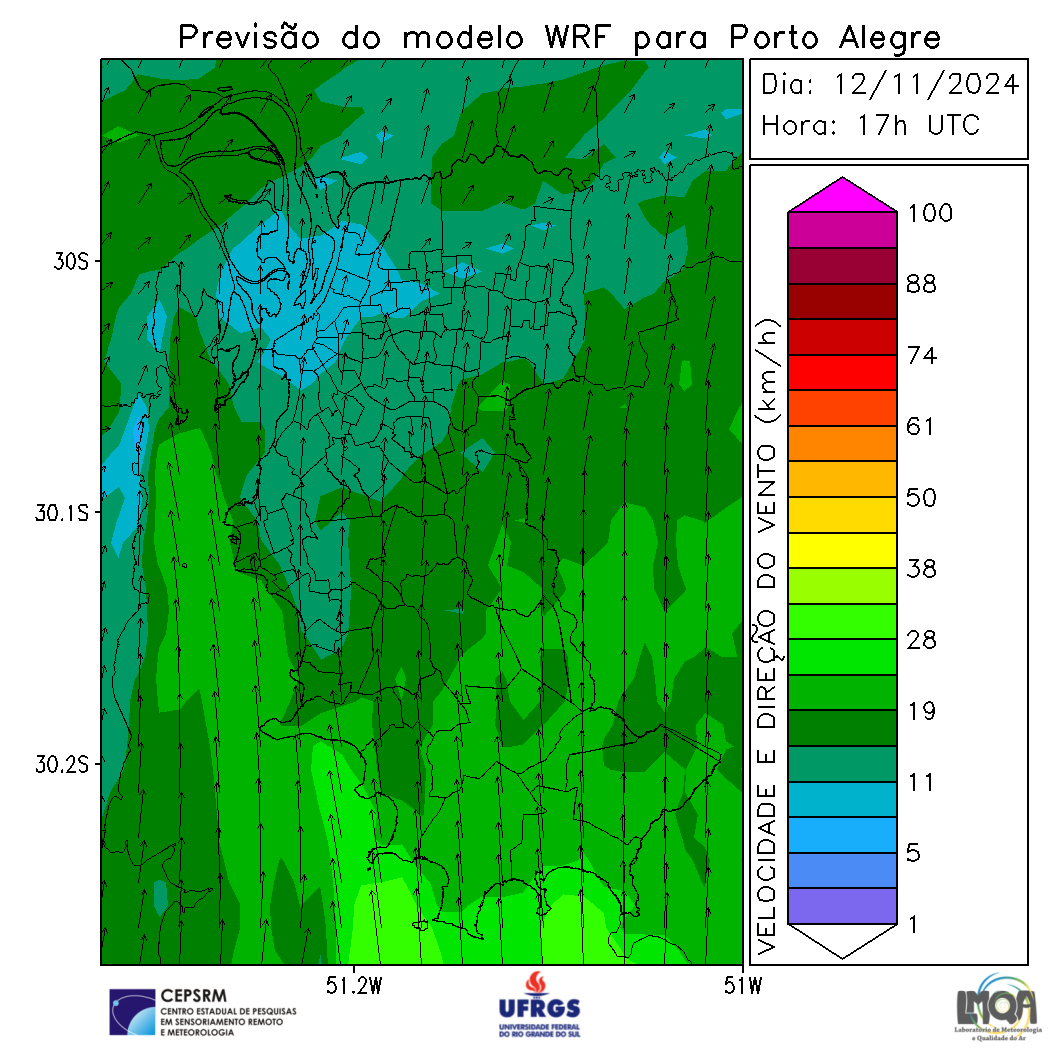 Previsão do modelo WRF para Porto Alegre
Dia: 12/11/2024
Hora: 17h UTC
30S
30.1S
30.2S
51.2W
51W
VELOCIDADE E DIREÇÃO DO VENTO (km/h)
100
88
74
61
50
38
28
19
11
5
1
CEPSRM
CENTRO ESTADUAL DE PESQUISAS
EM SENSORIAMENTO REMOTO
E METEOROLOGIA
UFRGS
UNIVERSIDADE FEDERAL
DO RIO GRANDE DO SUL
LMQA
Laboratório de Meteorologia
e Qualidade do Ar